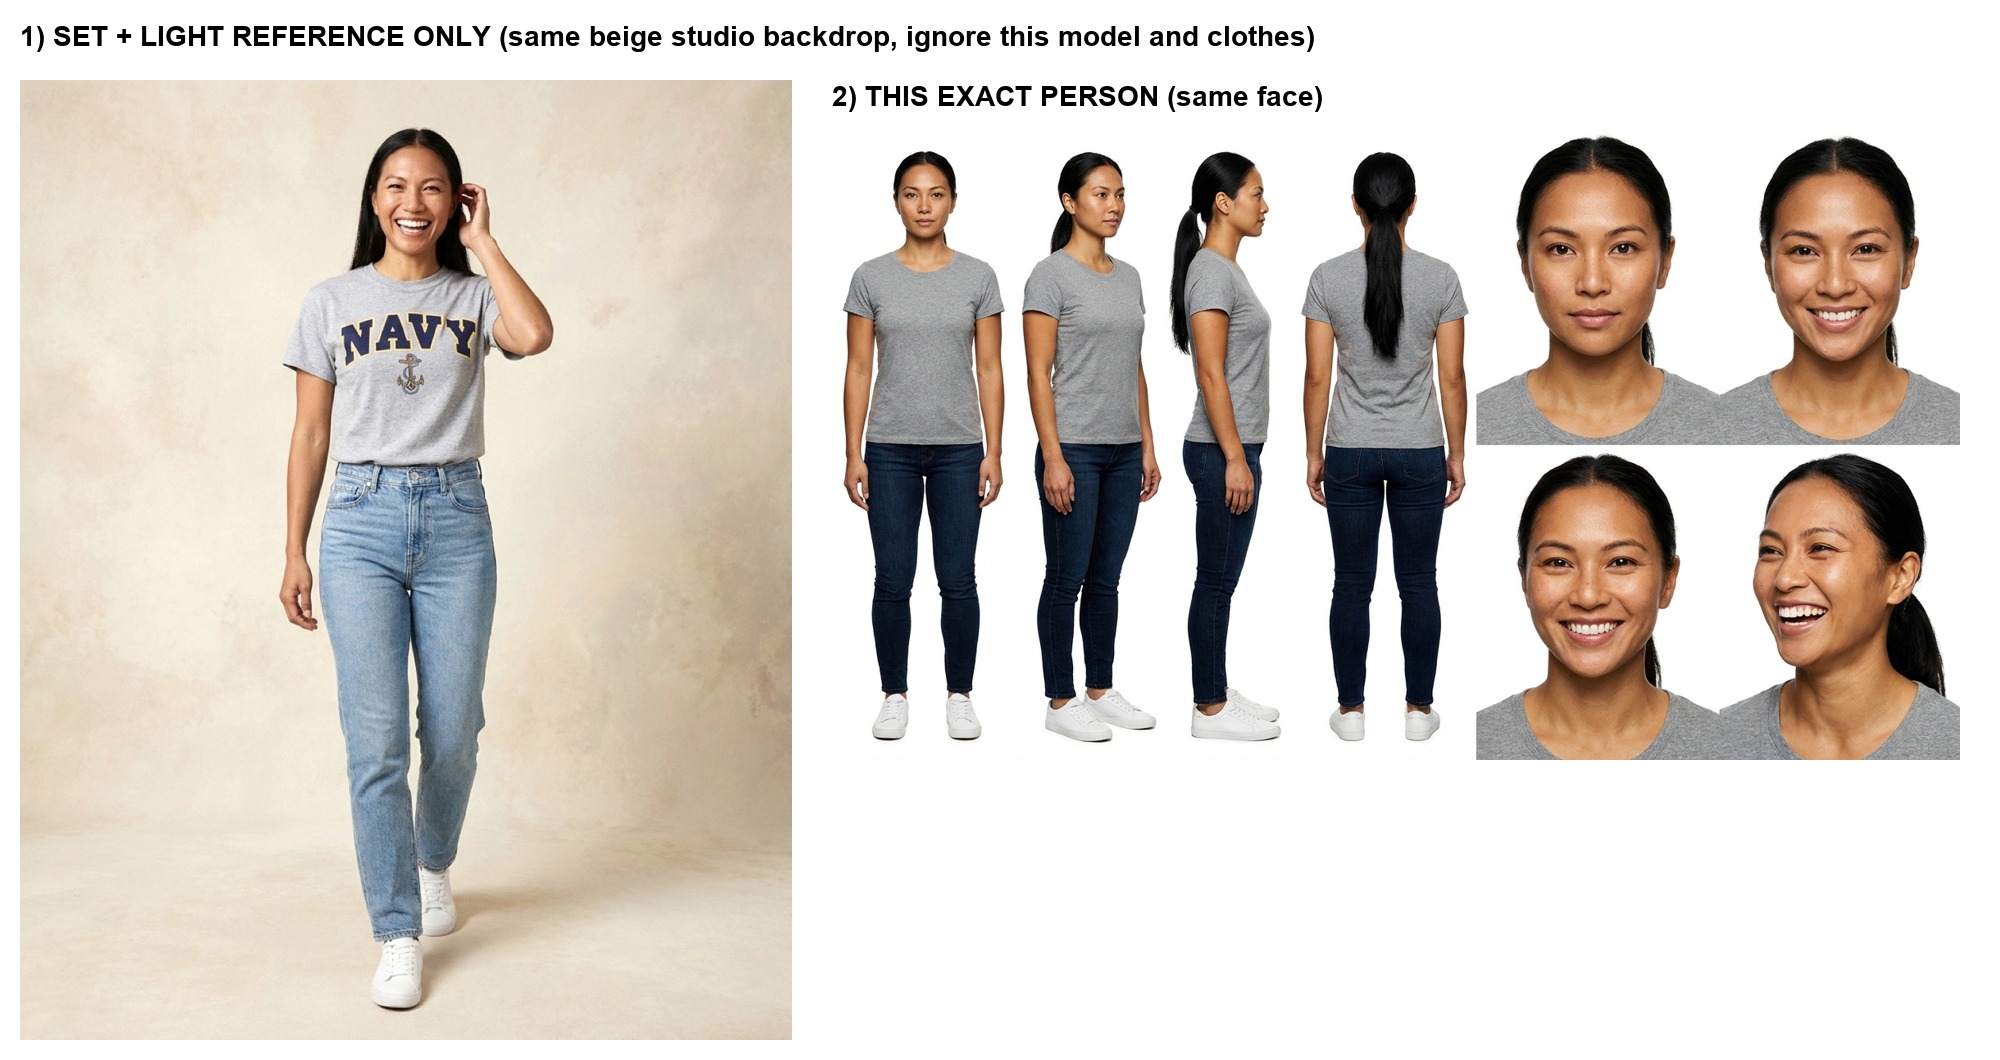 1) SET + LIGHT REFERENCE ONLY (same beige studio backdrop, ignore this model and clothes)
2) THIS EXACT PERSON (same face)
NAVY